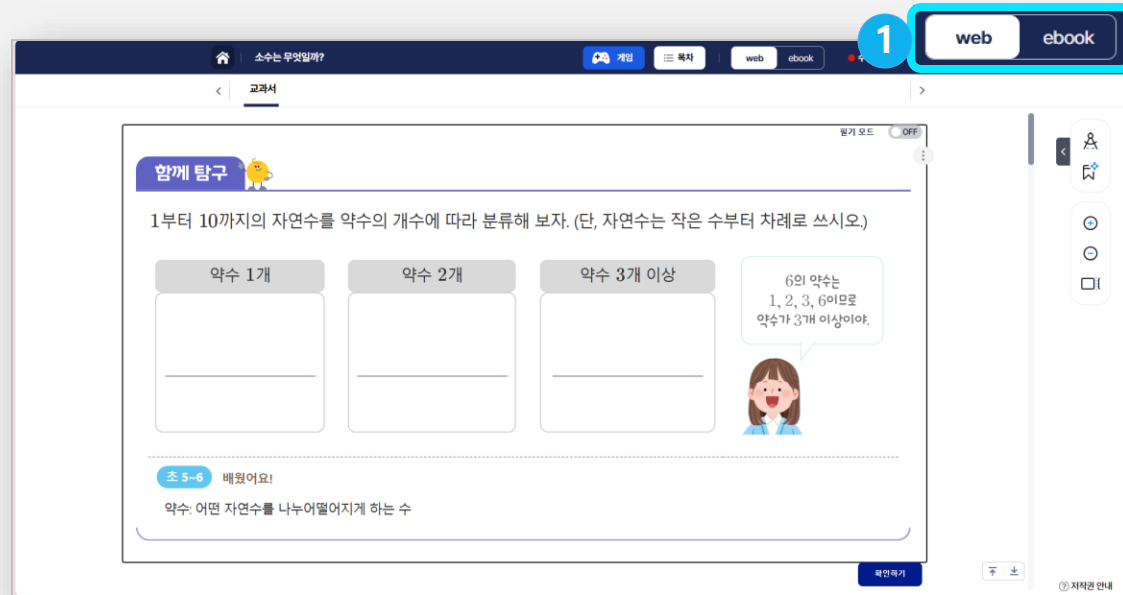 1 web ebook
소수는 무엇일까? 게임 목차 web ebook
교과서
필기 모드 OFF
함께 탐구
1부터 10까지의 자연수를 약수의 개수에 따라 분류해 보자. (단, 자연수는 작은 수부터 차례로 쓰시오.)
약수 1개 약수 2개 약수 3개 이상
6의 약수는
1, 2, 3, 6이므로
약수가 3개 이상이야.
초 5~6 배웠어요!
약수: 어떤 자연수를 나누어떨어지게 하는 수
확인하기
저작권 안내